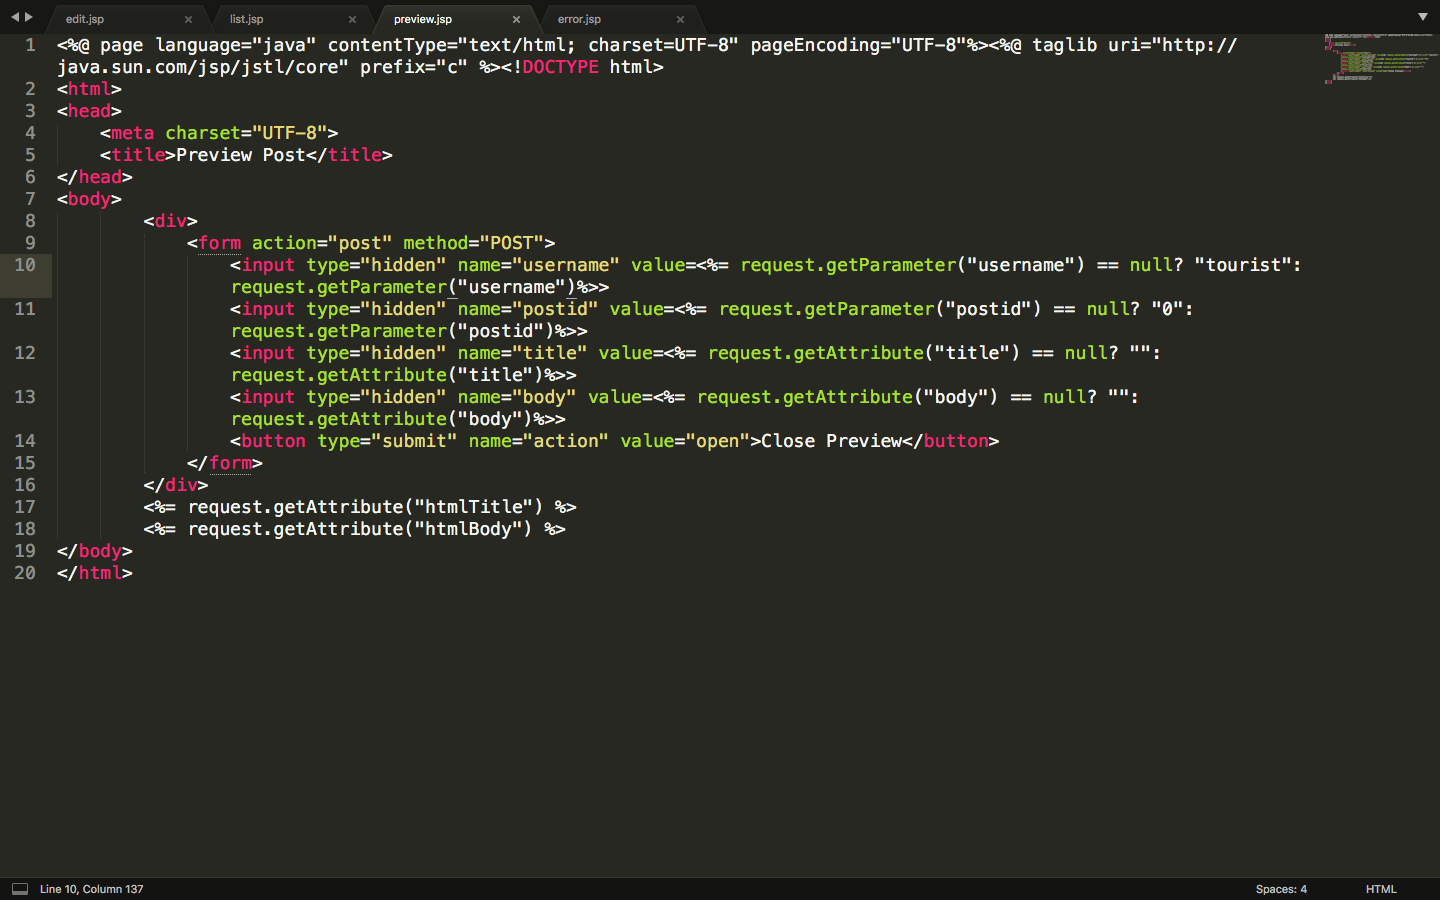 edit.jsp × list.jsp × preview.jsp × error.jsp ×
1 <%@ page language="java" contentType="text/html; charset=UTF-8" pageEncoding="UTF-8"%><%@ taglib uri="http://
java.sun.com/jsp/jstl/core" prefix="c" %><!DOCTYPE html>
2 <html>
3 <head>
4 <meta charset="UTF-8">
5 <title>Preview Post</title>
6 </head>
7 <body>
8 <div>
9 <form action="post" method="POST">
10 <input type="hidden" name="username" value=<%= request.getParameter("username") == null? "tourist":
request.getParameter("username")%>>
11 <input type="hidden" name="postid" value=<%= request.getParameter("postid") == null? "0":
request.getParameter("postid")%>>
12 <input type="hidden" name="title" value=<%= request.getAttribute("title") == null? "":
request.getAttribute("title")%>>
13 <input type="hidden" name="body" value=<%= request.getAttribute("body") == null? "":
request.getAttribute("body")%>>
14 <button type="submit" name="action" value="open">Close Preview</button>
15 </form>
16 </div>
17 <%= request.getAttribute("htmlTitle") %>
18 <%= request.getAttribute("htmlBody") %>
19 </body>
20 </html>
Line 10, Column 137 Spaces: 4 HTML